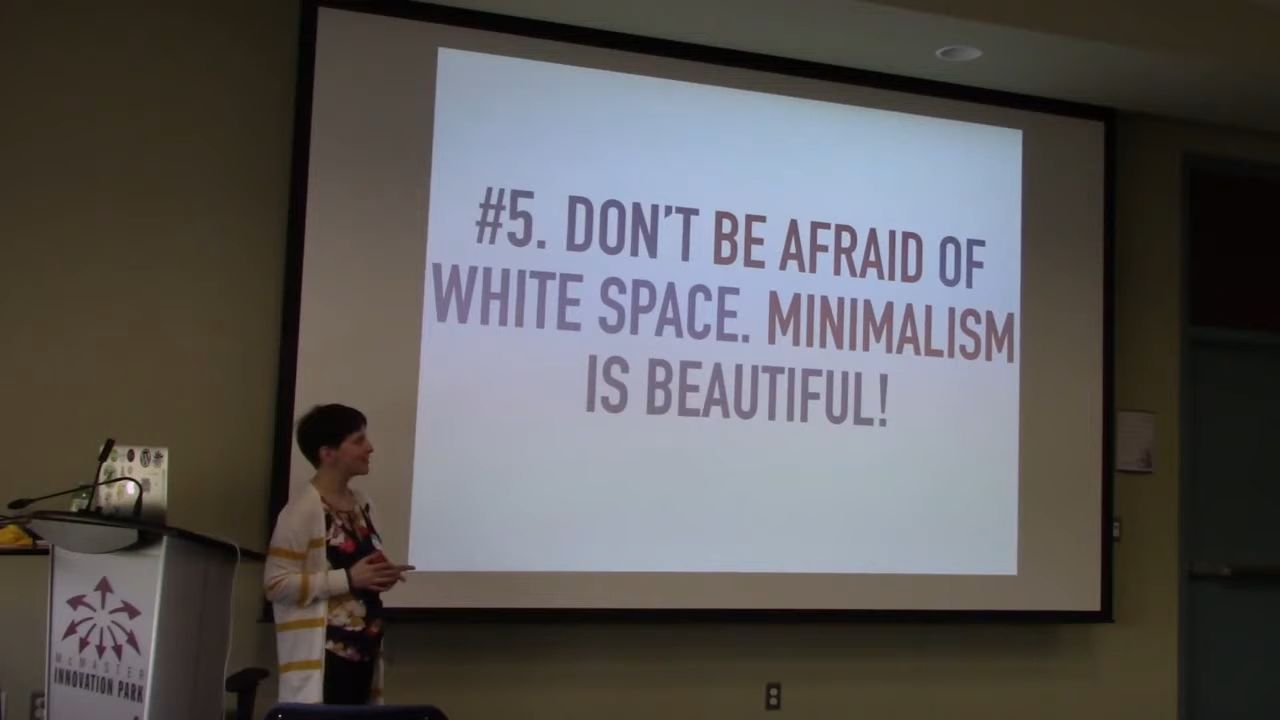 #5. DON'T BE AFRAID OF
WHITE SPACE. MINIMALISM
IS BEAUTIFUL!
McMASTER
INNOVATION PARK